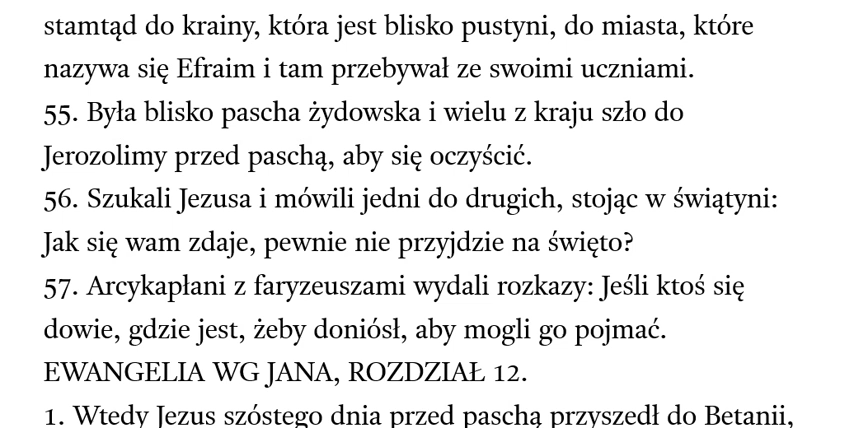 stamtąd do krainy, która jest blisko pustyni, do miasta, które
nazywa się Efraim i tam przebywał ze swoimi uczniami.
55. Była blisko pascha żydowska i wielu z kraju szło do
Jerozolimy przed paschą, aby się oczyścić.
56. Szukali Jezusa i mówili jedni do drugich, stojąc w świątyni:
Jak się wam zdaje, pewnie nie przyjdzie na święto?
57. Arcykapłani z faryzeuszami wydali rozkazy: Jeśli ktoś się
dowie, gdzie jest, żeby doniósł, aby mogli go pojmać.
EWANGELIA WG JANA, ROZDZIAŁ 12.
1. Wtedy Jezus szóstego dnia przed paschą przyszedł do Betanii,